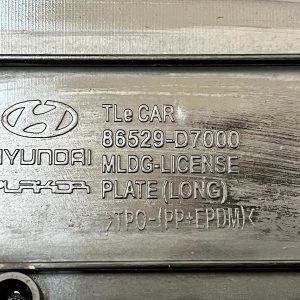 TLe CAR
86529-D7000
HYUNDAI
MLDG-LICENSE
PLATE (LONG)
>TPO-(PP+EPDM)<